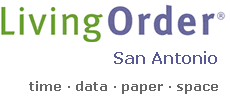 LivingOrder®
San Antonio
time · data · paper · space